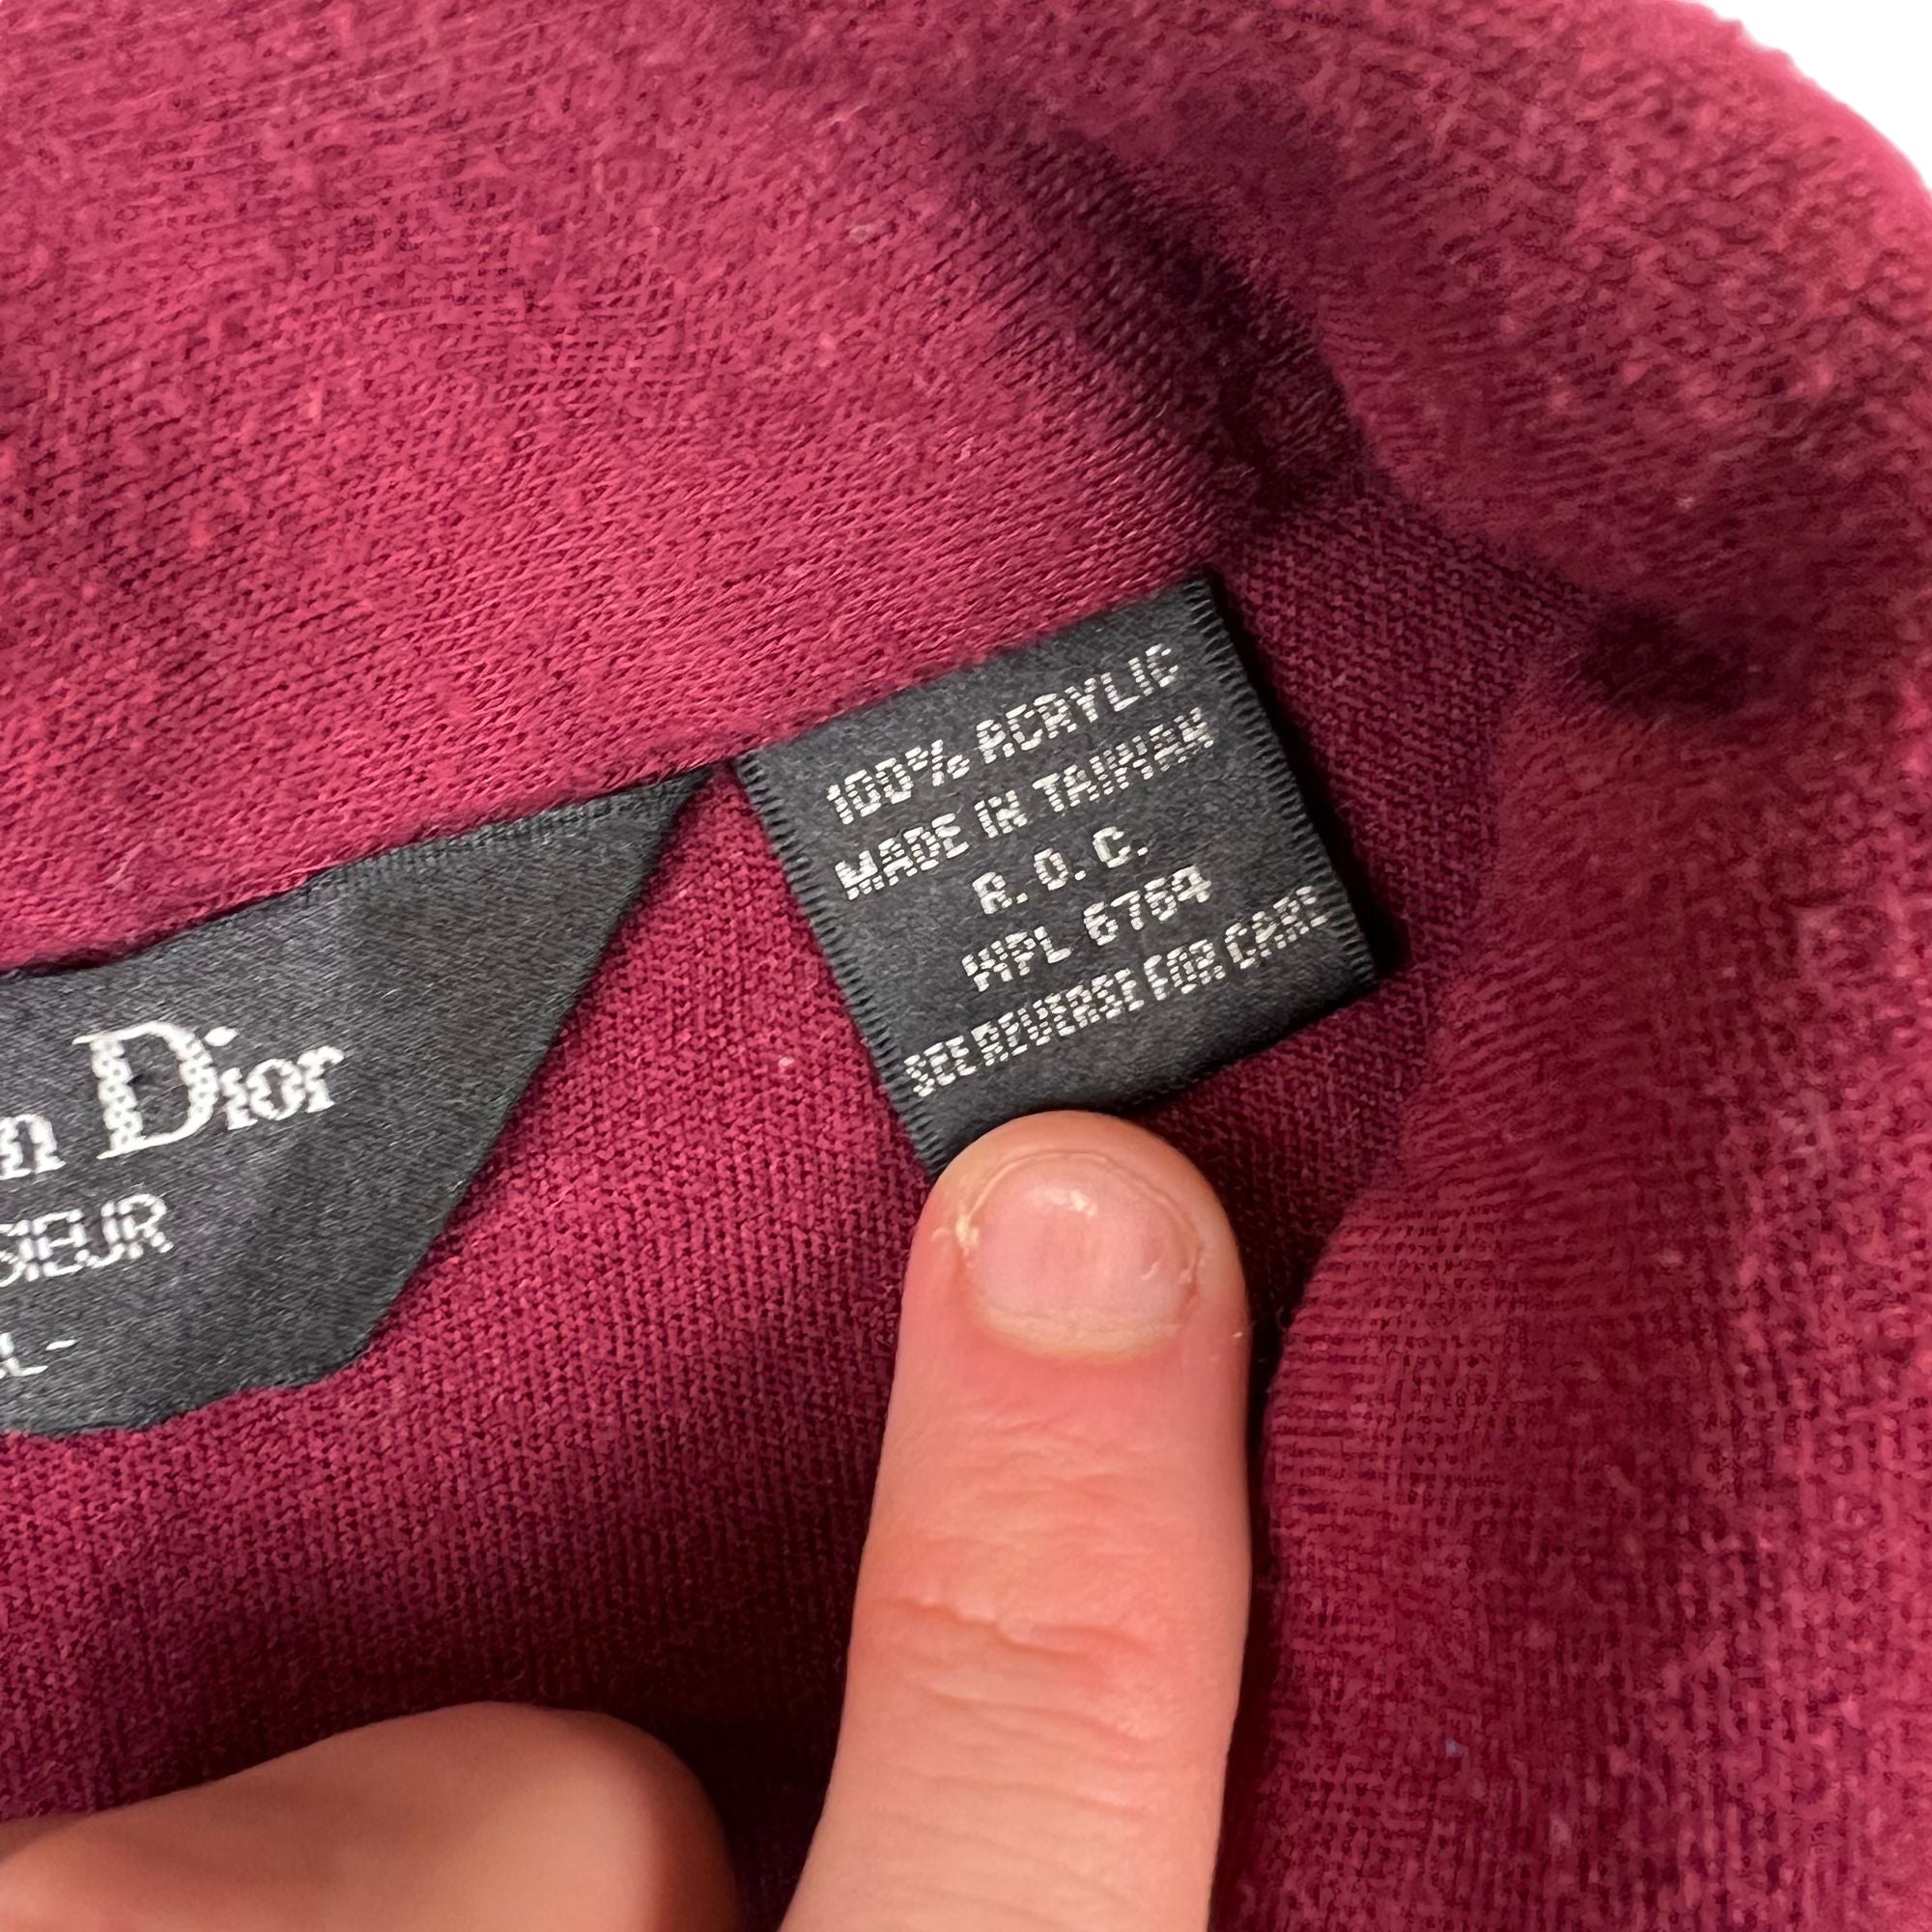 n Dior
SIEUR
L-
100% ACRYLIC
MADE IN TAIWAN
R. O. C.
WPL 6764
SEE REVERSE FOR CARE